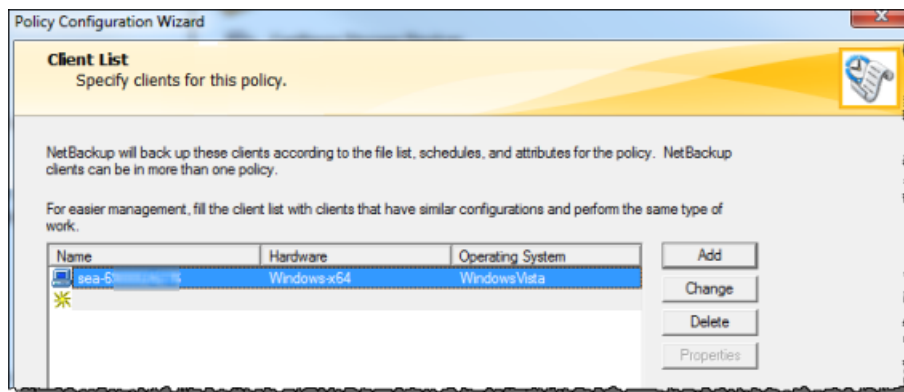 Policy Configuration Wizard
Client List
Specify clients for this policy.
NetBackup will back up these clients according to the file list, schedules, and attributes for the policy. NetBackup
clients can be in more than one policy.
For easier management, fill the client list with clients that have similar configurations and perform the same type of
work.
Name Hardware Operating System Add
Windows-x64 WindowsVista
Change
Delete
Properties